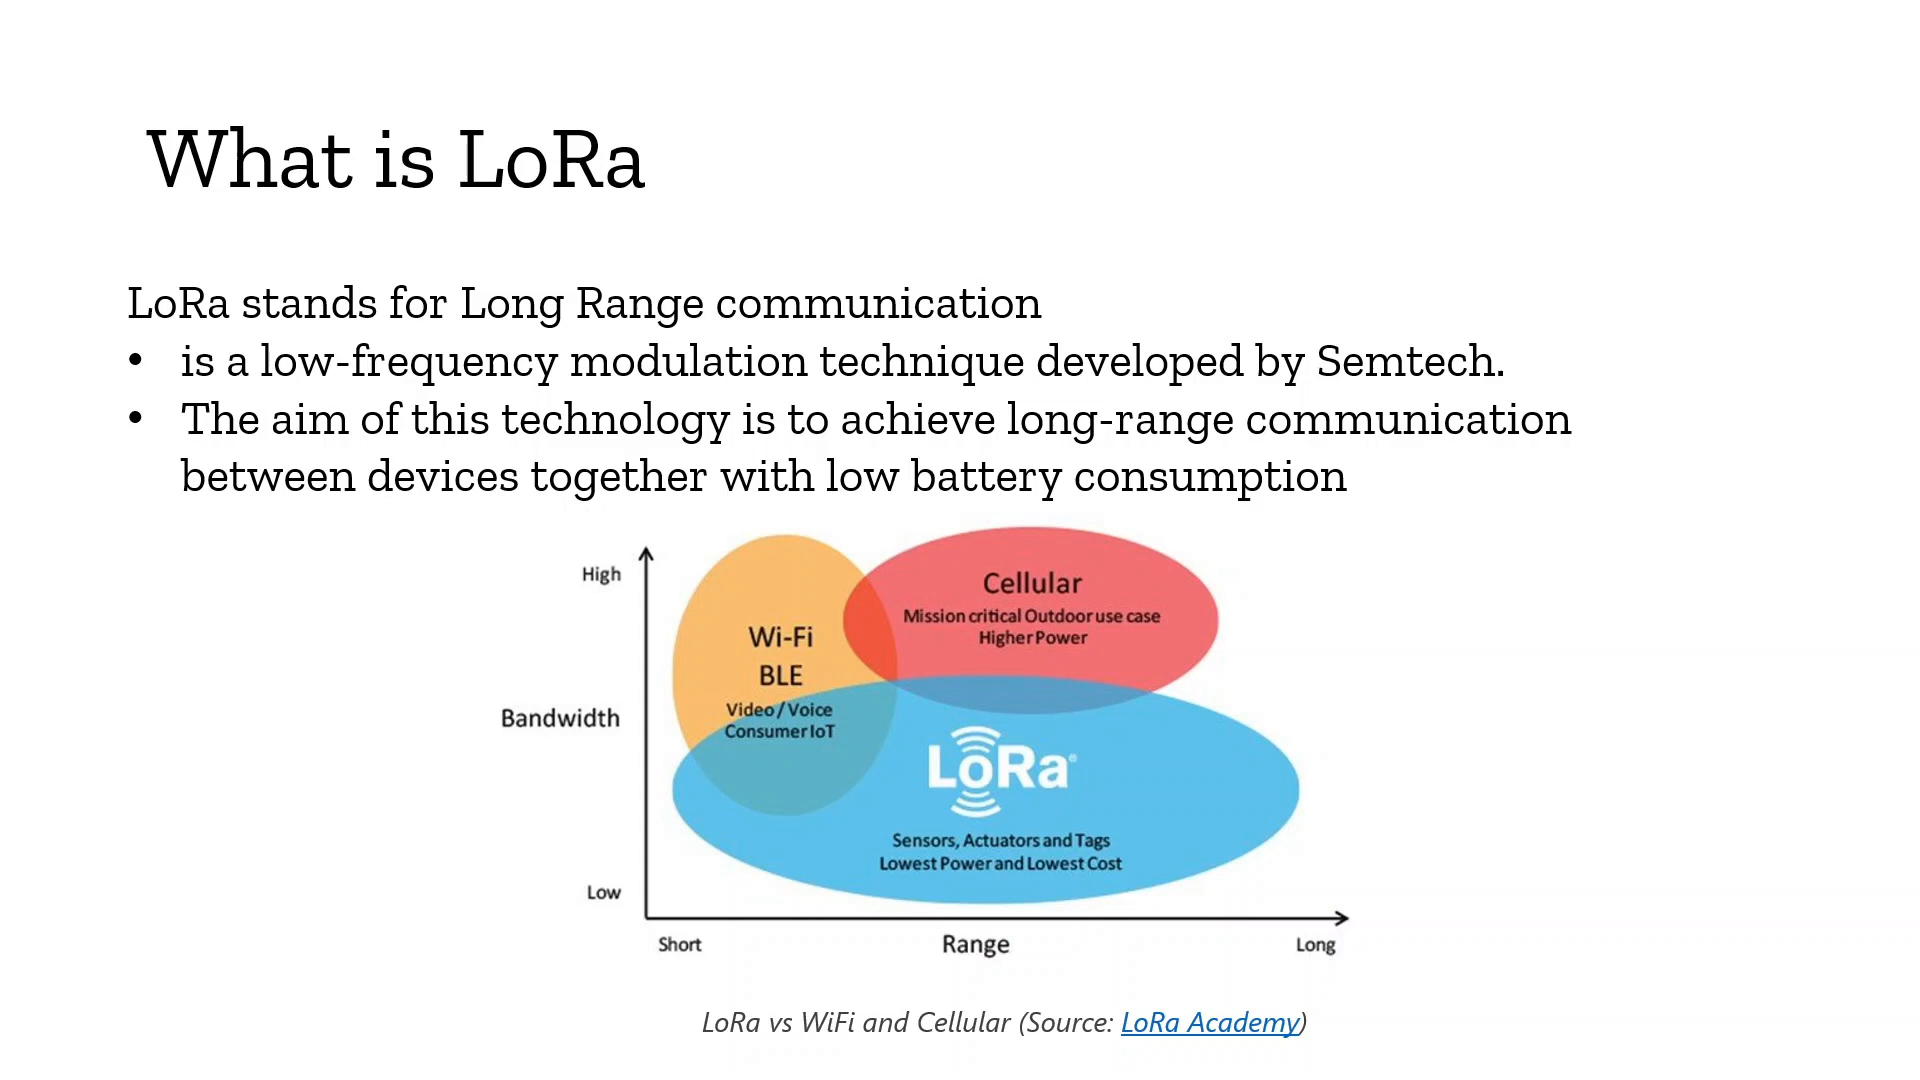 What is LoRa
LoRa stands for Long Range communication
• is a low-frequency modulation technique developed by Semtech.
• The aim of this technology is to achieve long-range communication
between devices together with low battery consumption
High
Bandwidth
Low
Wi-Fi
BLE
Video / Voice
Consumer IoT
Cellular
Mission critical Outdoor use case
Higher Power
LoRa®
Sensors, Actuators and Tags
Lowest Power and Lowest Cost
Short
Range
Long
LoRa vs WiFi and Cellular (Source: LoRa Academy)